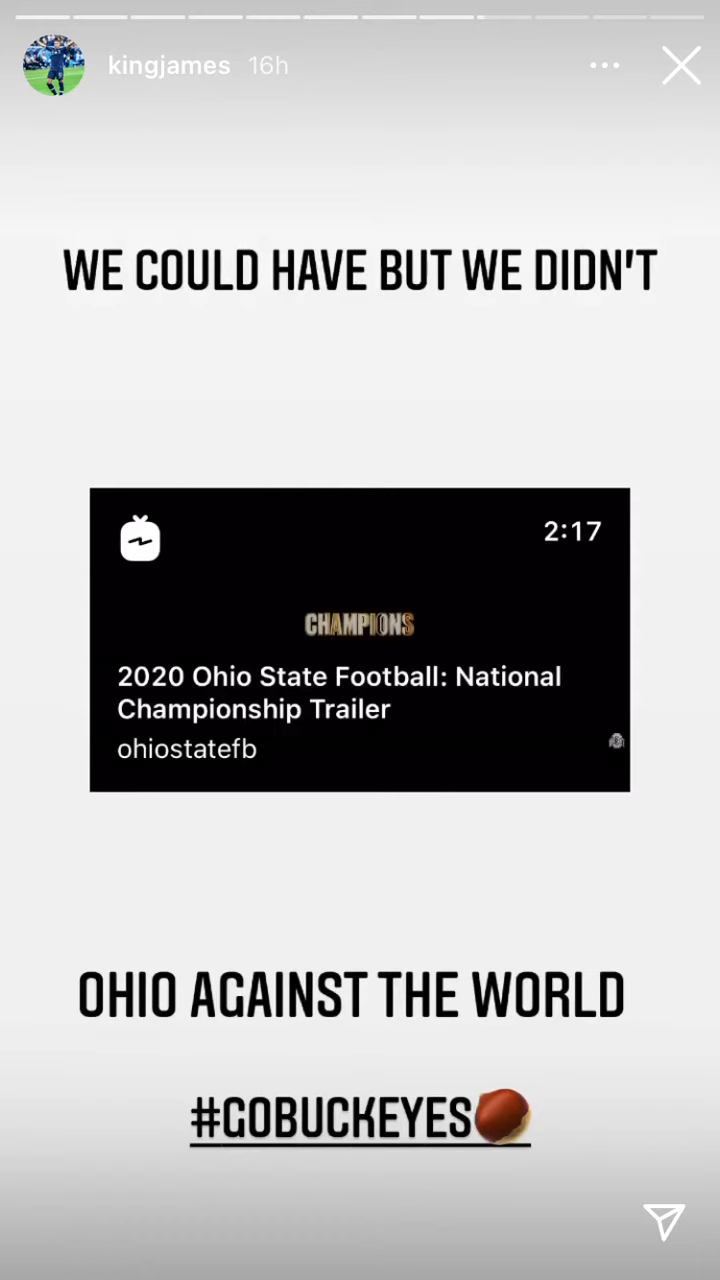 kingjames 16h
WE COULD HAVE BUT WE DIDN'T
2:17
CHAMPIONS
2020 Ohio State Football: National
Championship Trailer
ohiostatefb
OHIO AGAINST THE WORLD
#GOBUCKEYES🌰